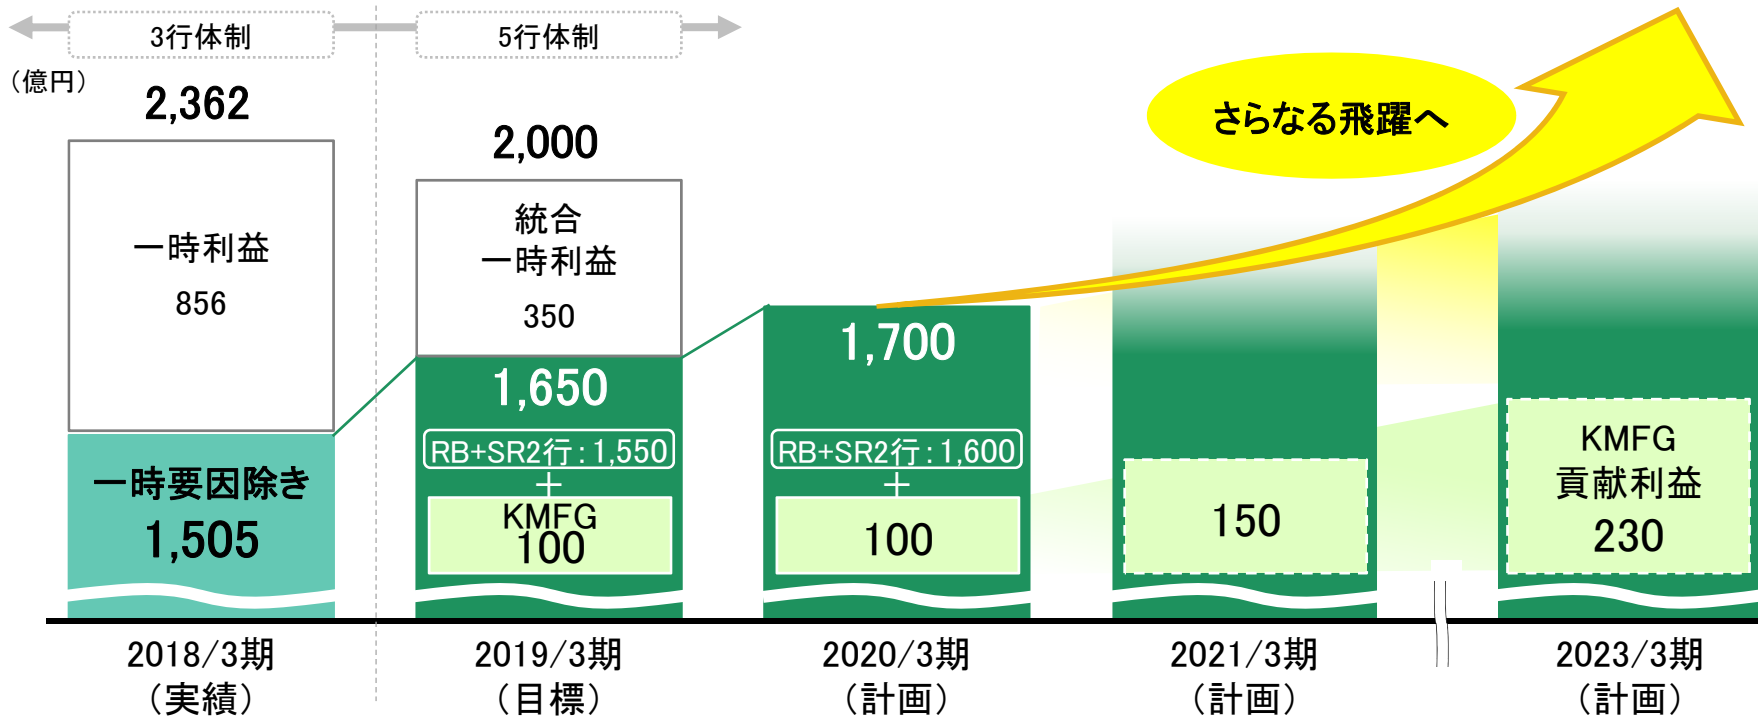 3行体制
5行体制
（億円）
2,362
一時利益
856
一時要因除き
1,505
2,000
統合
一時利益
350
1,650
RB+SR2行：1,550
＋
KMFG
100
1,700
RB+SR2行：1,600
＋
100
さらなる飛躍へ
150
KMFG
貢献利益
230
2018/3期
（実績）
2019/3期
（目標）
2020/3期
（計画）
2021/3期
（計画）
2023/3期
（計画）